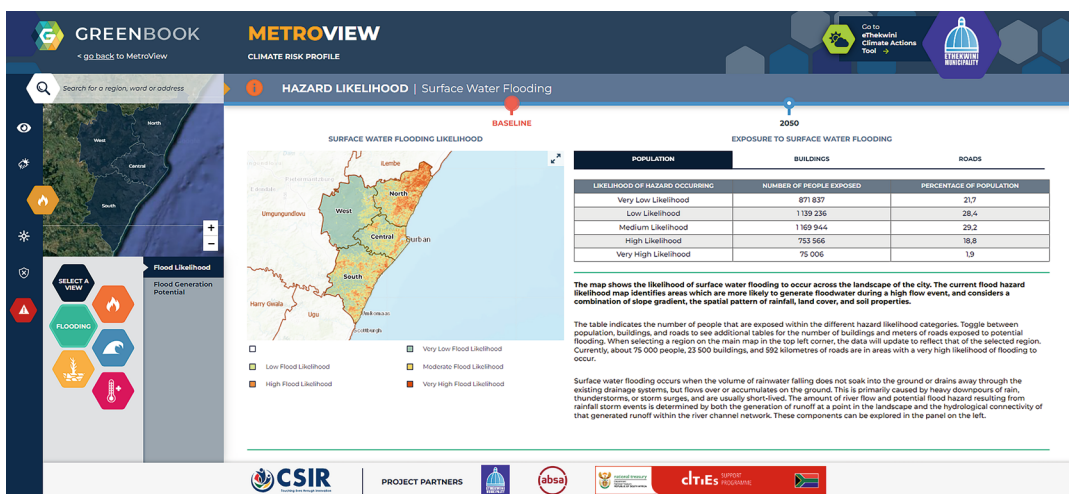 GREENBOOK
< go back to MetroView
METROVIEW
CLIMATE RISK PROFILE
Go to
eThekwini
Climate Actions
Tool →
ETHEKWINI
MUNICIPALITY
Search for a region, ward or address
HAZARD LIKELIHOOD | Surface Water Flooding
BASELINE
2050
North
West
Central
South
+
−
SELECT A
VIEW
FLOODING
Flood Likelihood
Flood Generation
Potential
SURFACE WATER FLOODING LIKELIHOOD
iLembe
North
Umgungundlovu
West
Central
Durban
South
Harry Gwala
Ugu
Scottburgh
Very Low Flood Likelihood
Low Flood Likelihood
Moderate Flood Likelihood
High Flood Likelihood
Very High Flood Likelihood
EXPOSURE TO SURFACE WATER FLOODING
POPULATION BUILDINGS ROADS
LIKELIHOOD OF HAZARD OCCURRING NUMBER OF PEOPLE EXPOSED PERCENTAGE OF POPULATION
Very Low Likelihood 871 837 21,7
Low Likelihood 1 139 236 28,4
Medium Likelihood 1 169 944 29,2
High Likelihood 753 566 18,8
Very High Likelihood 75 006 1,9
The map shows the likelihood of surface water flooding to occur across the landscape of the city. The current flood hazard
likelihood map identifies areas which are more likely to generate floodwater during a high flow event, and considers a
combination of slope gradient, the spatial pattern of rainfall, land cover, and soil properties.
The table indicates the number of people that are exposed within the different hazard likelihood categories. Toggle between
population, buildings, and roads to see additional tables for the number of buildings and meters of roads exposed to potential
flooding. When selecting a region on the main map in the top left corner, the data will update to reflect that of the selected region.
Currently, about 75 000 people, 23 500 buildings, and 592 kilometres of roads are in areas with a very high likelihood of flooding to
occur.
Surface water flooding occurs when the volume of rainwater falling does not soak into the ground or drains away through the
existing drainage systems, but flows over or accumulates on the ground. This is primarily caused by heavy downpours of rain,
thunderstorms, or storm surges, and are usually short-lived. The amount of river flow and potential flood hazard resulting from
rainfall storm events is determined by both the generation of runoff at a point in the landscape and the hydrological connectivity of
that generated runoff within the river channel network. These components can be explored in the panel on the left.
CSIR
Touching lives through innovation
PROJECT PARTNERS
absa
national treasury
cITIEs SUPPORT
PROGRAMME